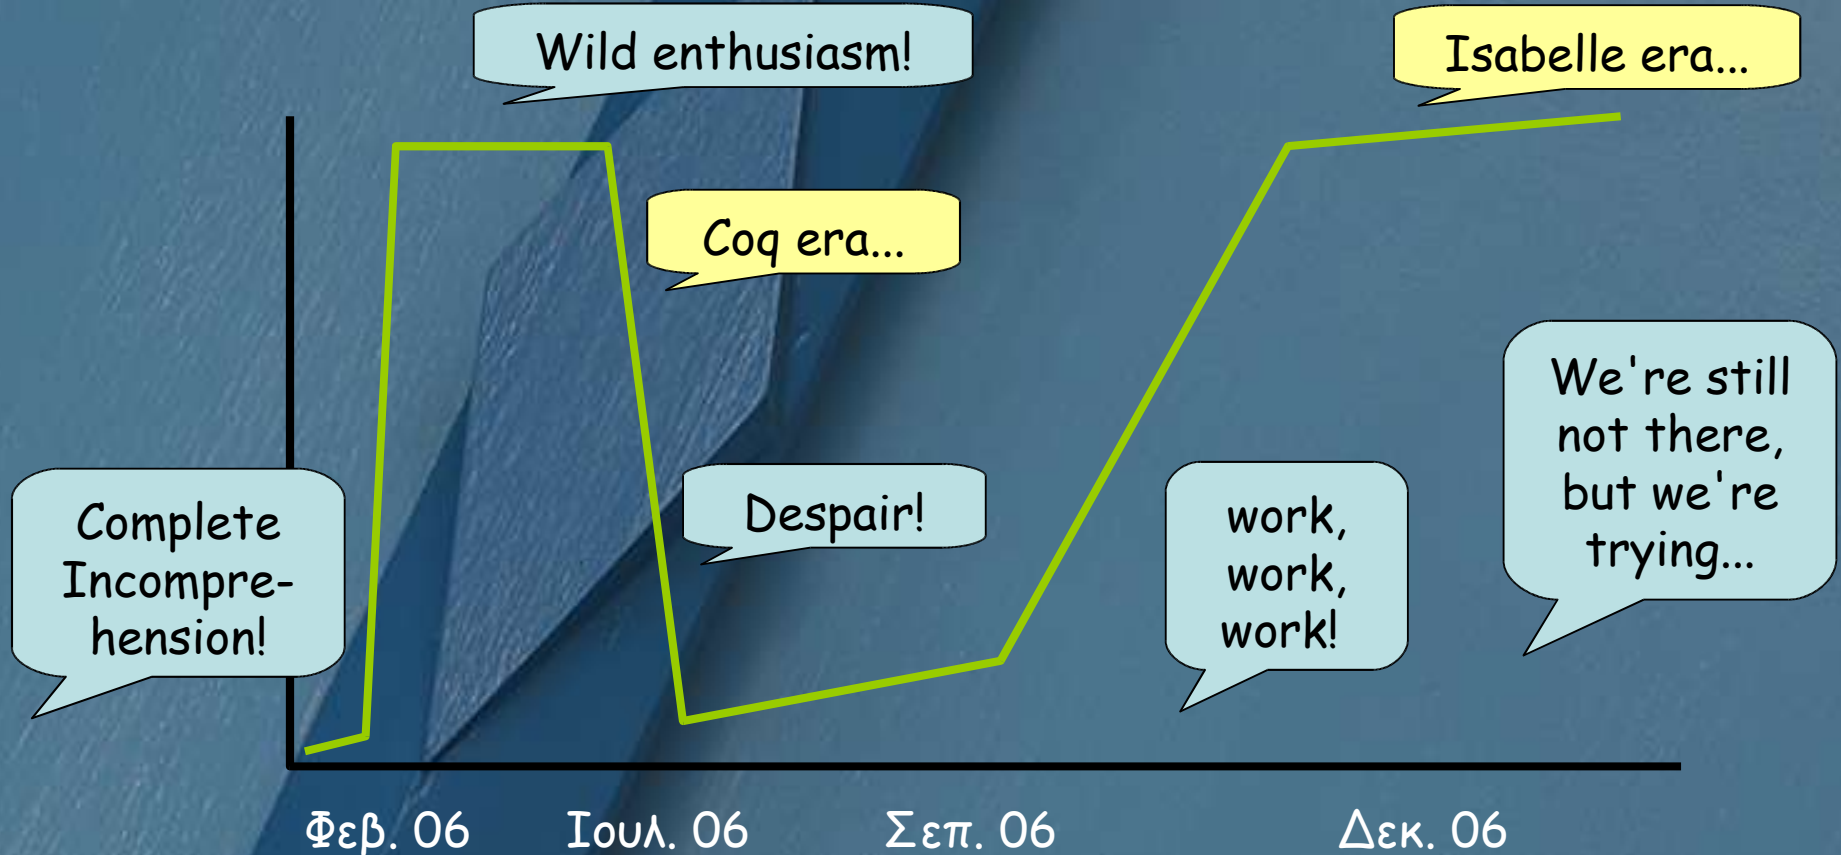 Wild enthusiasm!
Isabelle era...
Coq era...
We're still
not there,
but we're
trying...
Complete
Incompre-
hension!
Despair!
work,
work,
work!
Φεβ. 06
Ιουλ. 06
Σεπ. 06
Δεκ. 06